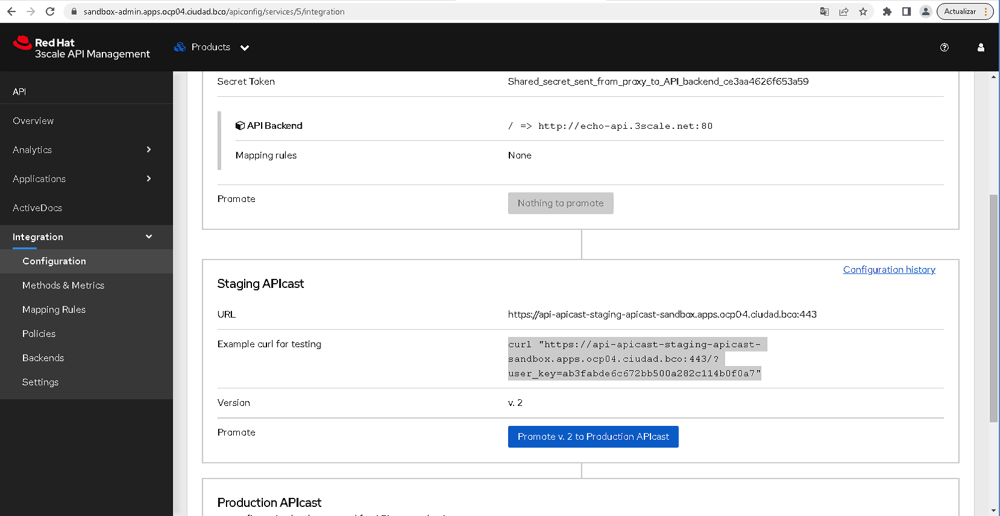 sandbox-admin.apps.ocp04.ciudad.bco/apiconfig/services/5/integration
Actualizar
Red Hat
3scale API Management
Products
API
Overview
Analytics
Applications
ActiveDocs
Integration
Configuration
Methods & Metrics
Mapping Rules
Policies
Backends
Settings
Secret Token
Shared_secret_sent_from_proxy_to_API_backend_ce3aa4626f653a59
API Backend
/ => http://echo-api.3scale.net:80
Mapping rules
None
Promote
Nothing to promote
Configuration history
Staging APIcast
URL
https://api-apicast-staging-apicast-sandbox.apps.ocp04.ciudad.bco:443
Example curl for testing
curl "https://api-apicast-staging-apicast-
sandbox.apps.ocp04.ciudad.bco:443/?
user_key=ab3fabde6c672bb500a282c114b0f0a7"
Version
v. 2
Promote
Promote v. 2 to Production APIcast
Production APIcast